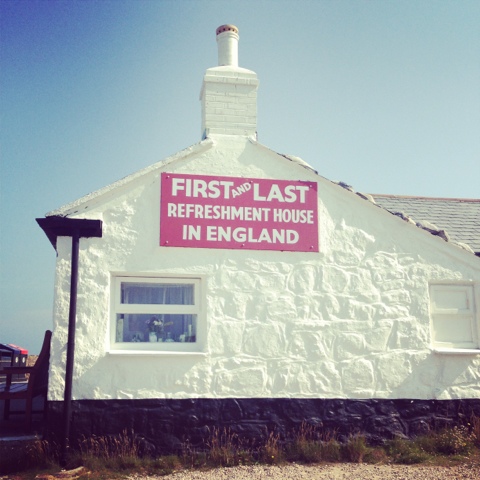 FIRST AND LAST
REFRESHMENT HOUSE
IN ENGLAND